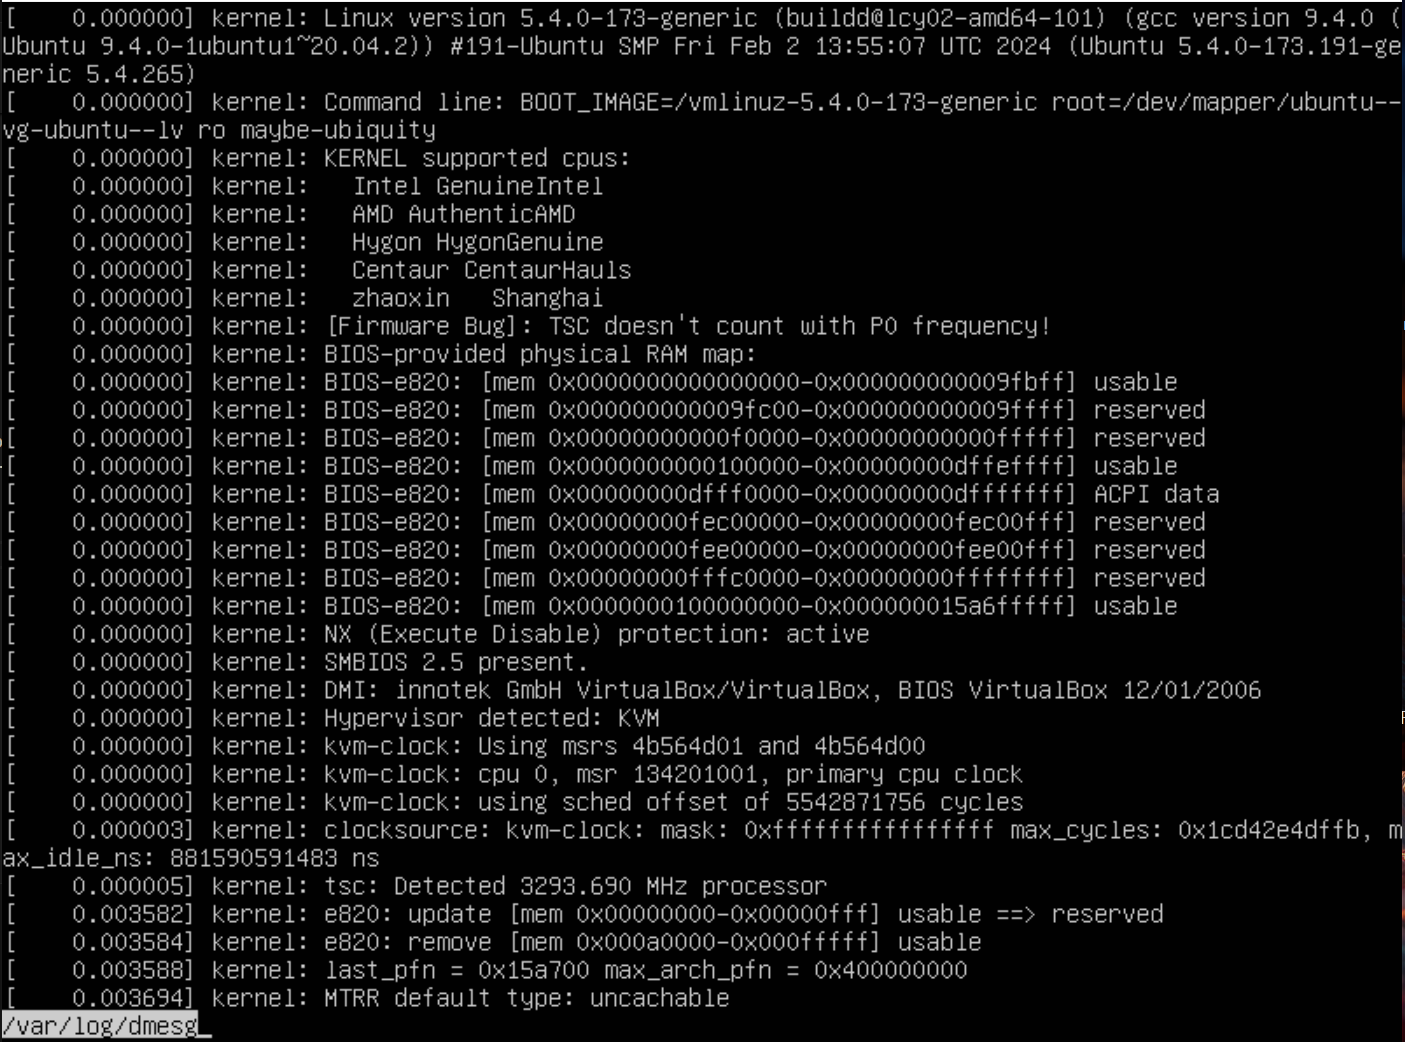 [    0.000000] kernel: Linux version 5.4.0-173-generic (buildd@lcy02-amd64-101) (gcc version 9.4.0 (
Ubuntu 9.4.0-1ubuntu1~20.04.2)) #191-Ubuntu SMP Fri Feb 2 13:55:07 UTC 2024 (Ubuntu 5.4.0-173.191-ge
neric 5.4.265)
[    0.000000] kernel: Command line: BOOT_IMAGE=/vmlinuz-5.4.0-173-generic root=/dev/mapper/ubuntu--
vg-ubuntu--lv ro maybe-ubiquity
[    0.000000] kernel: KERNEL supported cpus:
[    0.000000] kernel:   Intel GenuineIntel
[    0.000000] kernel:   AMD AuthenticAMD
[    0.000000] kernel:   Hygon HygonGenuine
[    0.000000] kernel:   Centaur CentaurHauls
[    0.000000] kernel:   zhaoxin   Shanghai
[    0.000000] kernel: [Firmware Bug]: TSC doesn't count with P0 frequency!
[    0.000000] kernel: BIOS-provided physical RAM map:
[    0.000000] kernel: BIOS-e820: [mem 0x0000000000000000-0x000000000009fbff] usable
[    0.000000] kernel: BIOS-e820: [mem 0x000000000009fc00-0x000000000009ffff] reserved
[    0.000000] kernel: BIOS-e820: [mem 0x00000000000f0000-0x00000000000fffff] reserved
[    0.000000] kernel: BIOS-e820: [mem 0x0000000000100000-0x00000000dffeffff] usable
[    0.000000] kernel: BIOS-e820: [mem 0x00000000dfff0000-0x00000000dfffffff] ACPI data
[    0.000000] kernel: BIOS-e820: [mem 0x00000000fec00000-0x00000000fec00fff] reserved
[    0.000000] kernel: BIOS-e820: [mem 0x00000000fee00000-0x00000000fee00fff] reserved
[    0.000000] kernel: BIOS-e820: [mem 0x00000000fffc0000-0x00000000ffffffff] reserved
[    0.000000] kernel: BIOS-e820: [mem 0x0000000100000000-0x000000015a6fffff] usable
[    0.000000] kernel: NX (Execute Disable) protection: active
[    0.000000] kernel: SMBIOS 2.5 present.
[    0.000000] kernel: DMI: innotek GmbH VirtualBox/VirtualBox, BIOS VirtualBox 12/01/2006
[    0.000000] kernel: Hypervisor detected: KVM
[    0.000000] kernel: kvm-clock: Using msrs 4b564d01 and 4b564d00
[    0.000000] kernel: kvm-clock: cpu 0, msr 134201001, primary cpu clock
[    0.000000] kernel: kvm-clock: using sched offset of 5542871756 cycles
[    0.000003] kernel: clocksource: kvm-clock: mask: 0xffffffffffffffff max_cycles: 0x1cd42e4dffb, m
ax_idle_ns: 881590591483 ns
[    0.000005] kernel: tsc: Detected 3293.690 MHz processor
[    0.003582] kernel: e820: update [mem 0x00000000-0x00000fff] usable ==> reserved
[    0.003584] kernel: e820: remove [mem 0x000a0000-0x000fffff] usable
[    0.003588] kernel: last_pfn = 0x15a700 max_arch_pfn = 0x400000000
[    0.003694] kernel: MTRR default type: uncachable
/var/log/dmesg